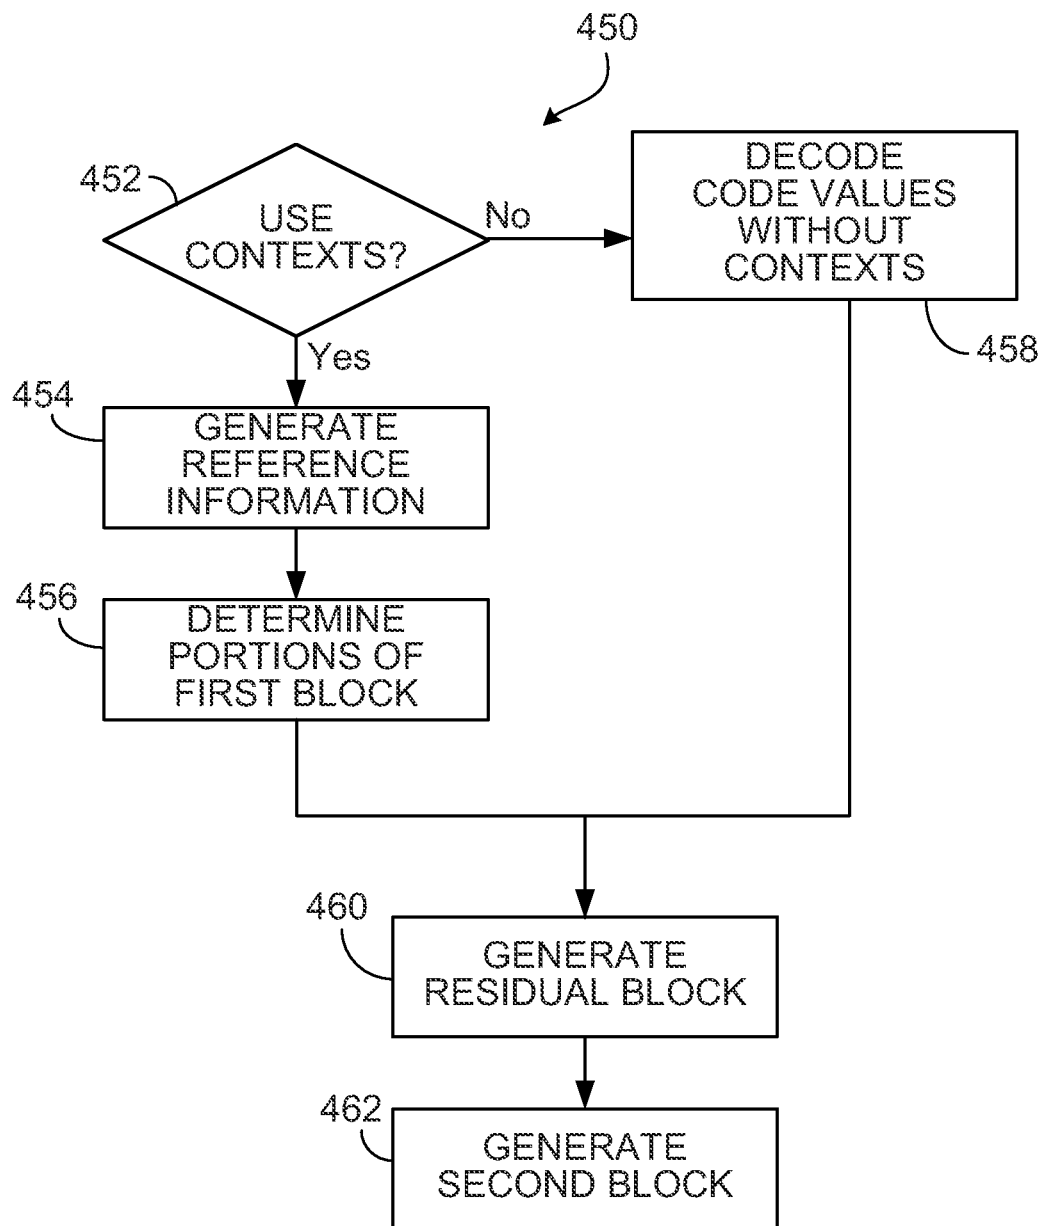 450
452
USE
CONTEXTS?
No
DECODE
CODE VALUES
WITHOUT
CONTEXTS
458
Yes
454
GENERATE
REFERENCE
INFORMATION
456
DETERMINE
PORTIONS OF
FIRST BLOCK
460
GENERATE
RESIDUAL BLOCK
462
GENERATE
SECOND BLOCK